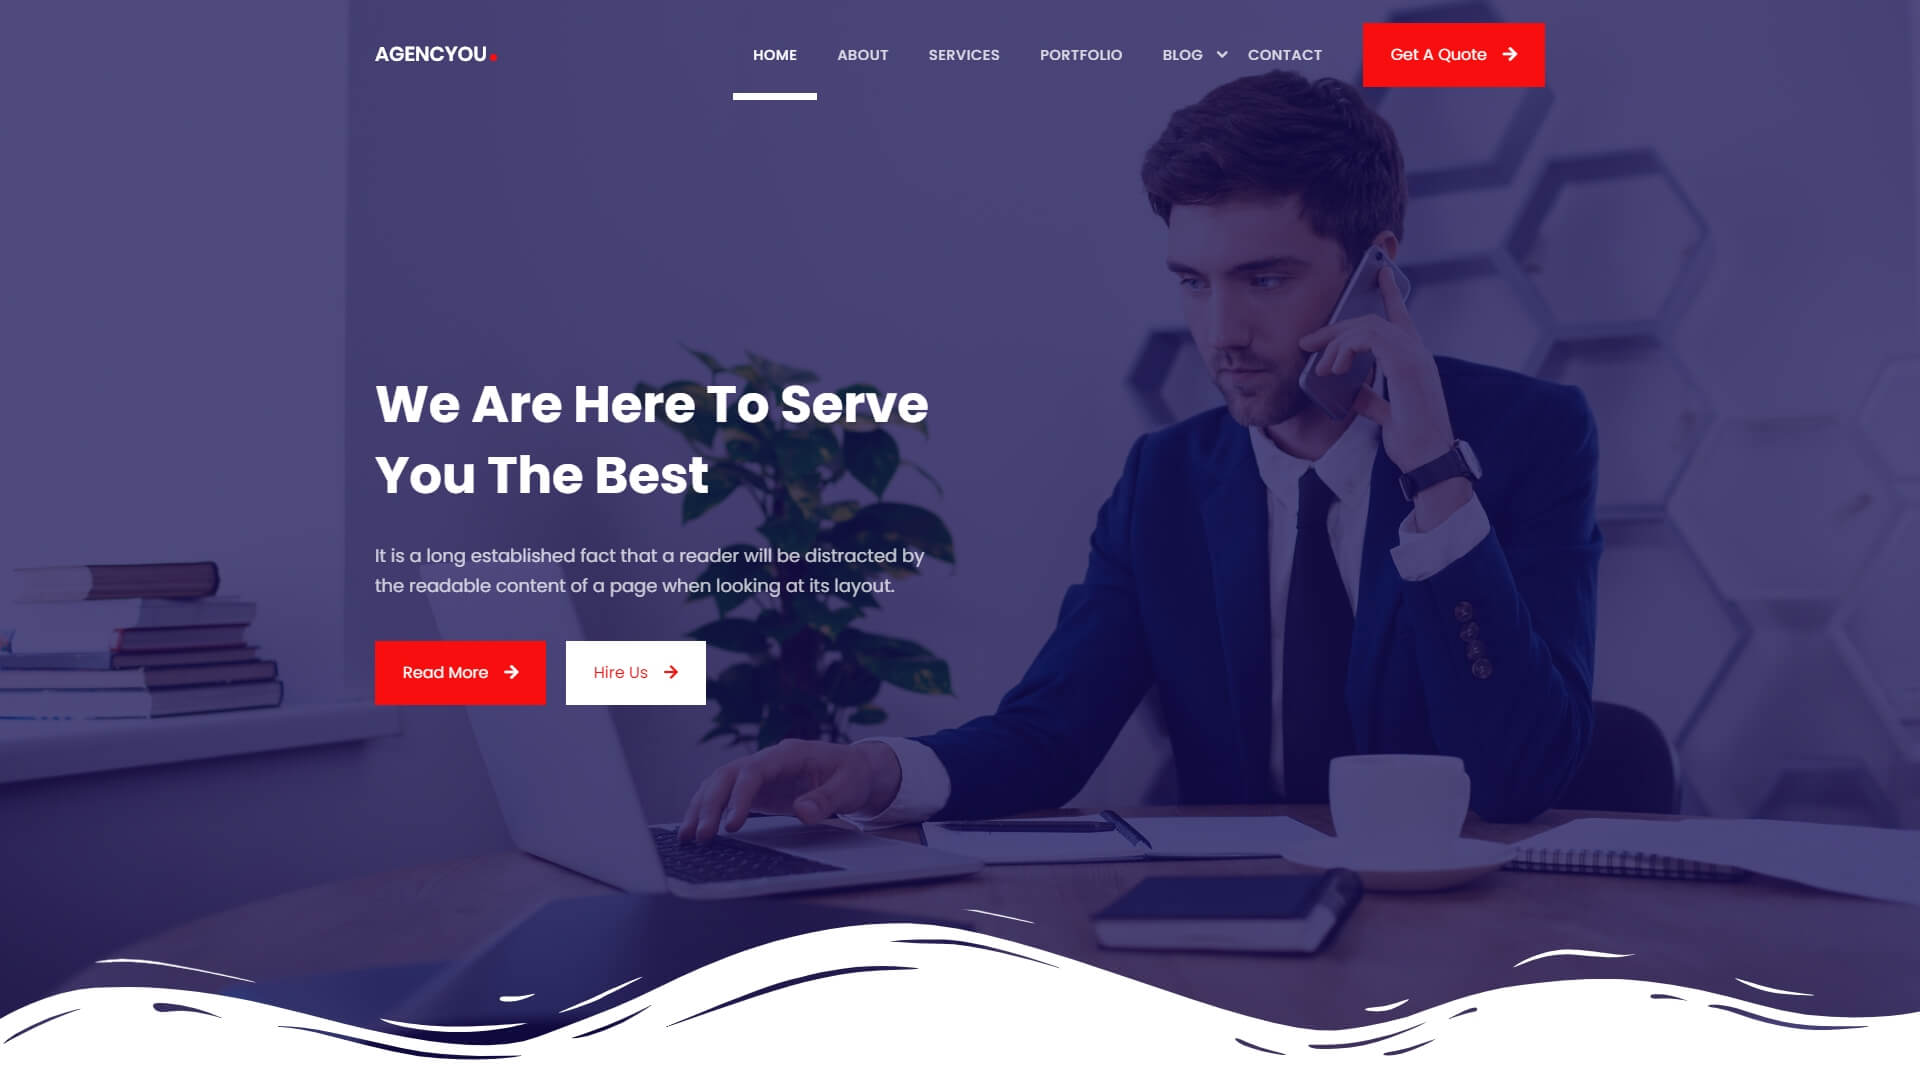 AGENCYOU.
HOME ABOUT SERVICES PORTFOLIO BLOG CONTACT Get A Quote
We Are Here To Serve
You The Best
It is a long established fact that a reader will be distracted by
the readable content of a page when looking at its layout.
Read More Hire Us